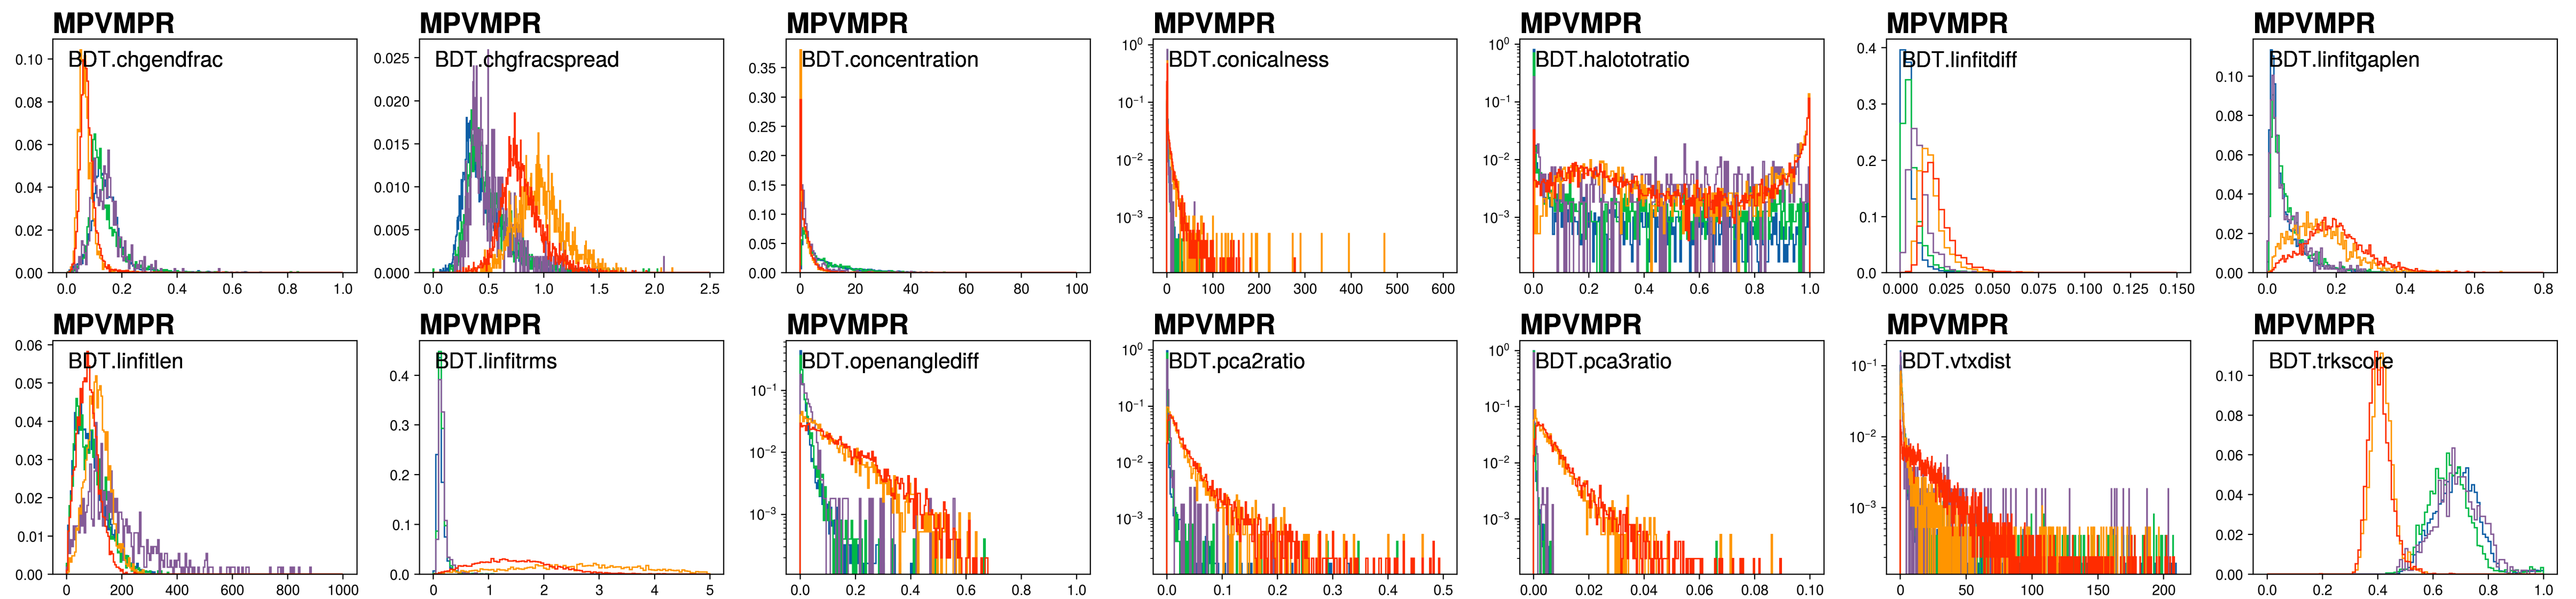 MPVMPR MPVMPR MPVMPR MPVMPR MPVMPR MPVMPR MPVMPR
BDT.chgendfrac BDT.chgfracspread BDT.concentration BDT.conicalness BDT.halototratio BDT.linfitdiff BDT.linfitgaplen
0.10 0.08 0.06 0.04 0.02 0.00
0.0 0.2 0.4 0.6 0.8 1.0
0.025 0.020 0.015 0.010 0.005 0.000
0.0 0.5 1.0 1.5 2.0 2.5
0.35 0.30 0.25 0.20 0.15 0.10 0.05 0.00
0 20 40 60 80 100
10⁰ 10⁻¹ 10⁻² 10⁻³
0 100 200 300 400 500 600
10⁰ 10⁻¹ 10⁻² 10⁻³
0.0 0.2 0.4 0.6 0.8 1.0
0.4 0.3 0.2 0.1 0.0
0.000 0.025 0.050 0.075 0.100 0.125 0.150
0.10 0.08 0.06 0.04 0.02 0.00
0.0 0.2 0.4 0.6 0.8
MPVMPR MPVMPR MPVMPR MPVMPR MPVMPR MPVMPR
BDT.linfitlen BDT.linfitrms BDT.openanglediff BDT.pca2ratio BDT.pca3ratio BDT.vtxdist BDT.trkscore
0.06 0.05 0.04 0.03 0.02 0.01 0.00
0 200 400 600 800 1000
0.4 0.3 0.2 0.1 0.0
0 1 2 3 4 5
10⁻¹ 10⁻² 10⁻³
0.0 0.2 0.4 0.6 0.8 1.0
10⁰ 10⁻¹ 10⁻² 10⁻³
0.0 0.1 0.2 0.3 0.4 0.5
10⁰ 10⁻¹ 10⁻² 10⁻³
0.00 0.02 0.04 0.06 0.08 0.10
10⁻¹ 10⁻² 10⁻³
0 50 100 150 200
0.10 0.08 0.06 0.04 0.02 0.00
0.0 0.2 0.4 0.6 0.8 1.0